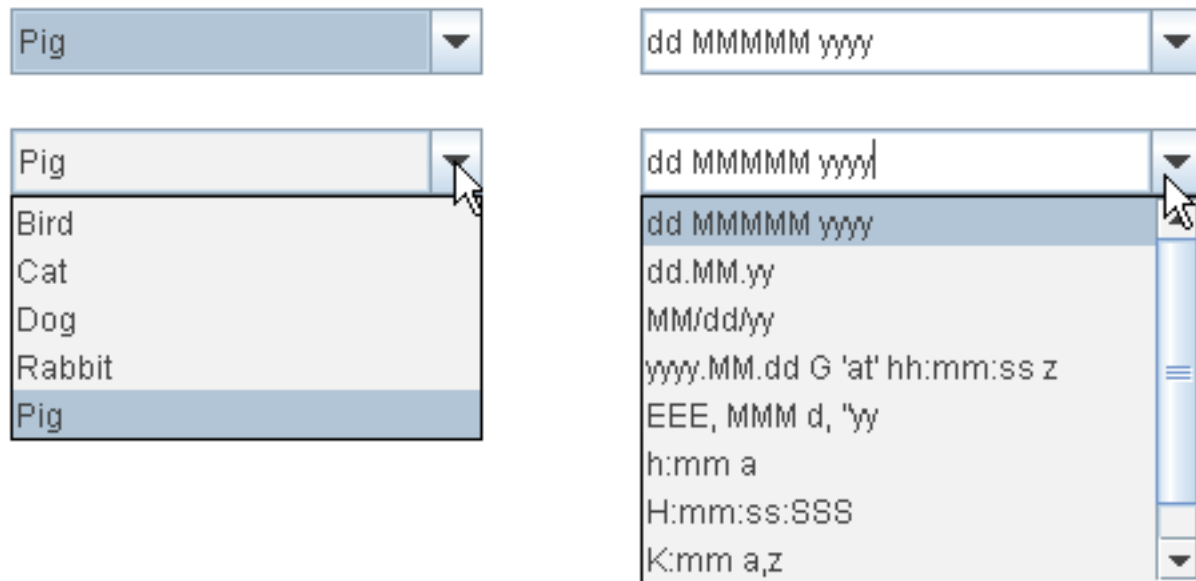 Pig
dd MMMMM yyyy
Pig
Bird
Cat
Dog
Rabbit
Pig
dd MMMMM yyyy
dd MMMMM yyyy
dd.MM.yy
MM/dd/yy
yyyy.MM.dd G 'at' hh:mm:ss z
EEE, MMM d, ''yy
h:mm a
H:mm:ss:SSS
K:mm a,z